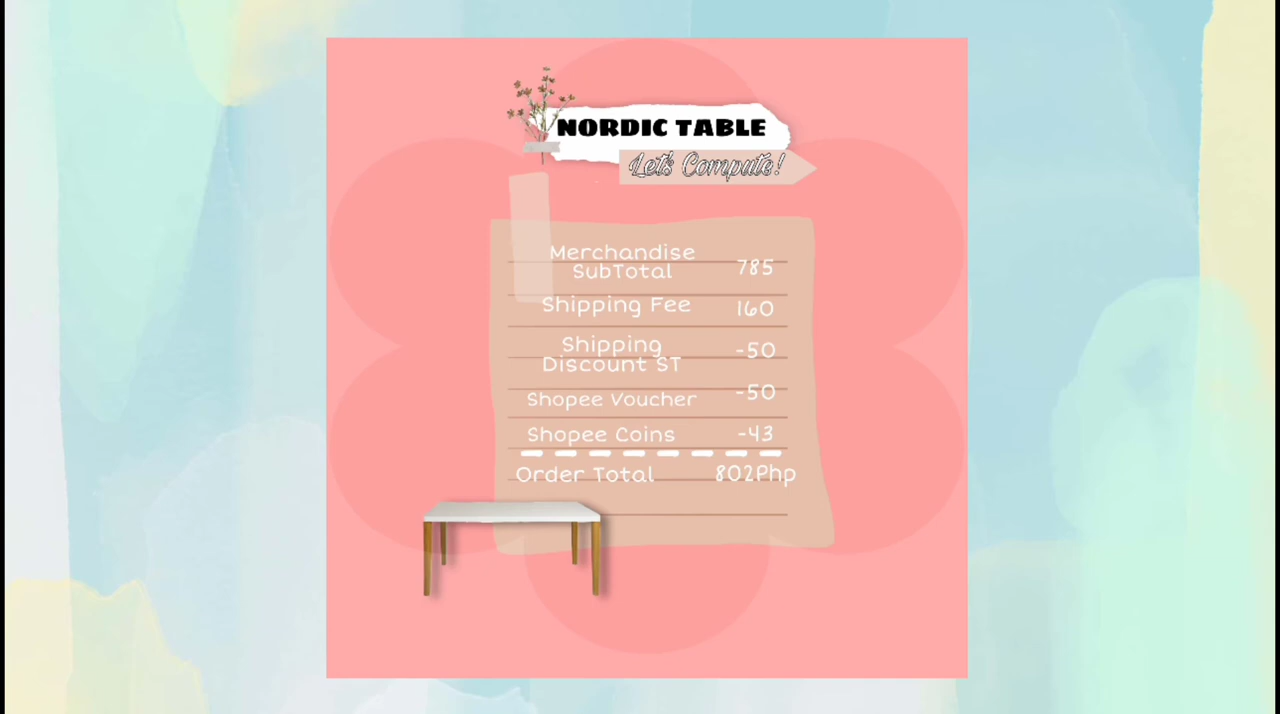 NORDIC TABLE
Let's Compute!
Merchandise
SubTotal 785
Shipping Fee 160
Shipping
Discount ST -50
Shopee Voucher -50
Shopee Coins -43
Order Total 802Php